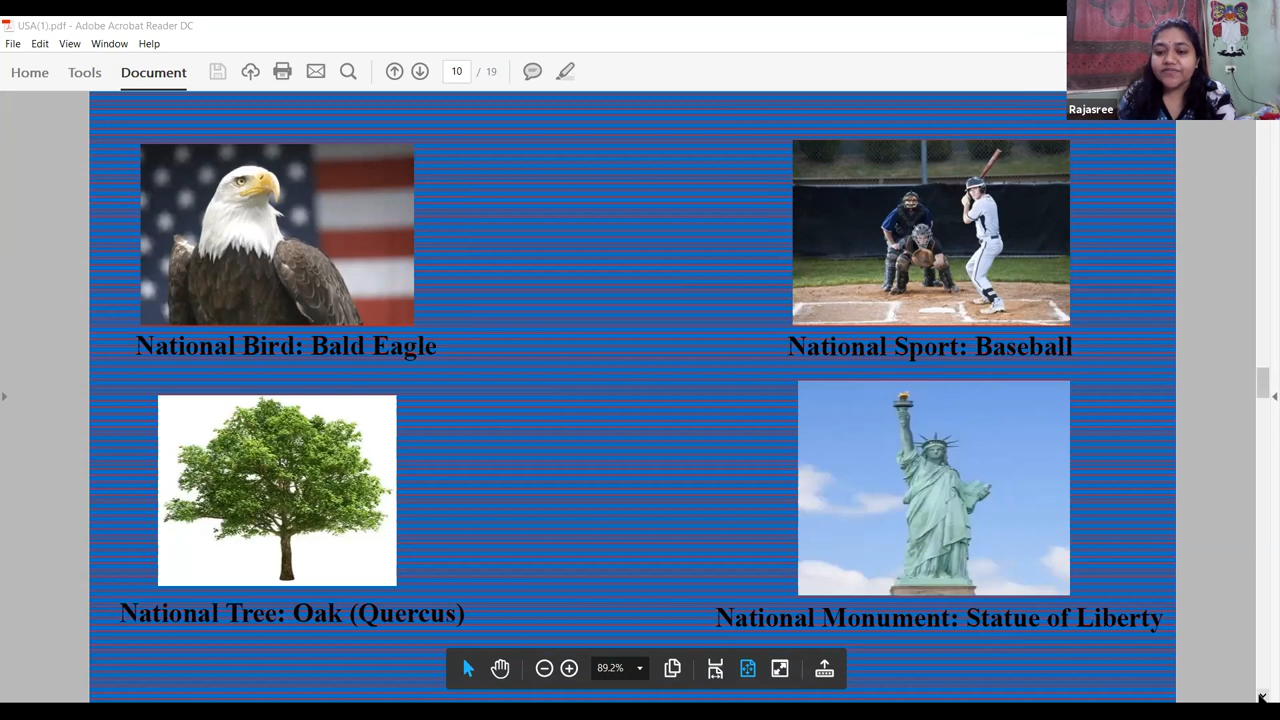 USA(1).pdf - Adobe Acrobat Reader DC
File Edit View Window Help
Home Tools Document 10 / 19
Rajasree
National Bird: Bald Eagle
National Sport: Baseball
National Tree: Oak (Quercus)
National Monument: Statue of Liberty
89.2%